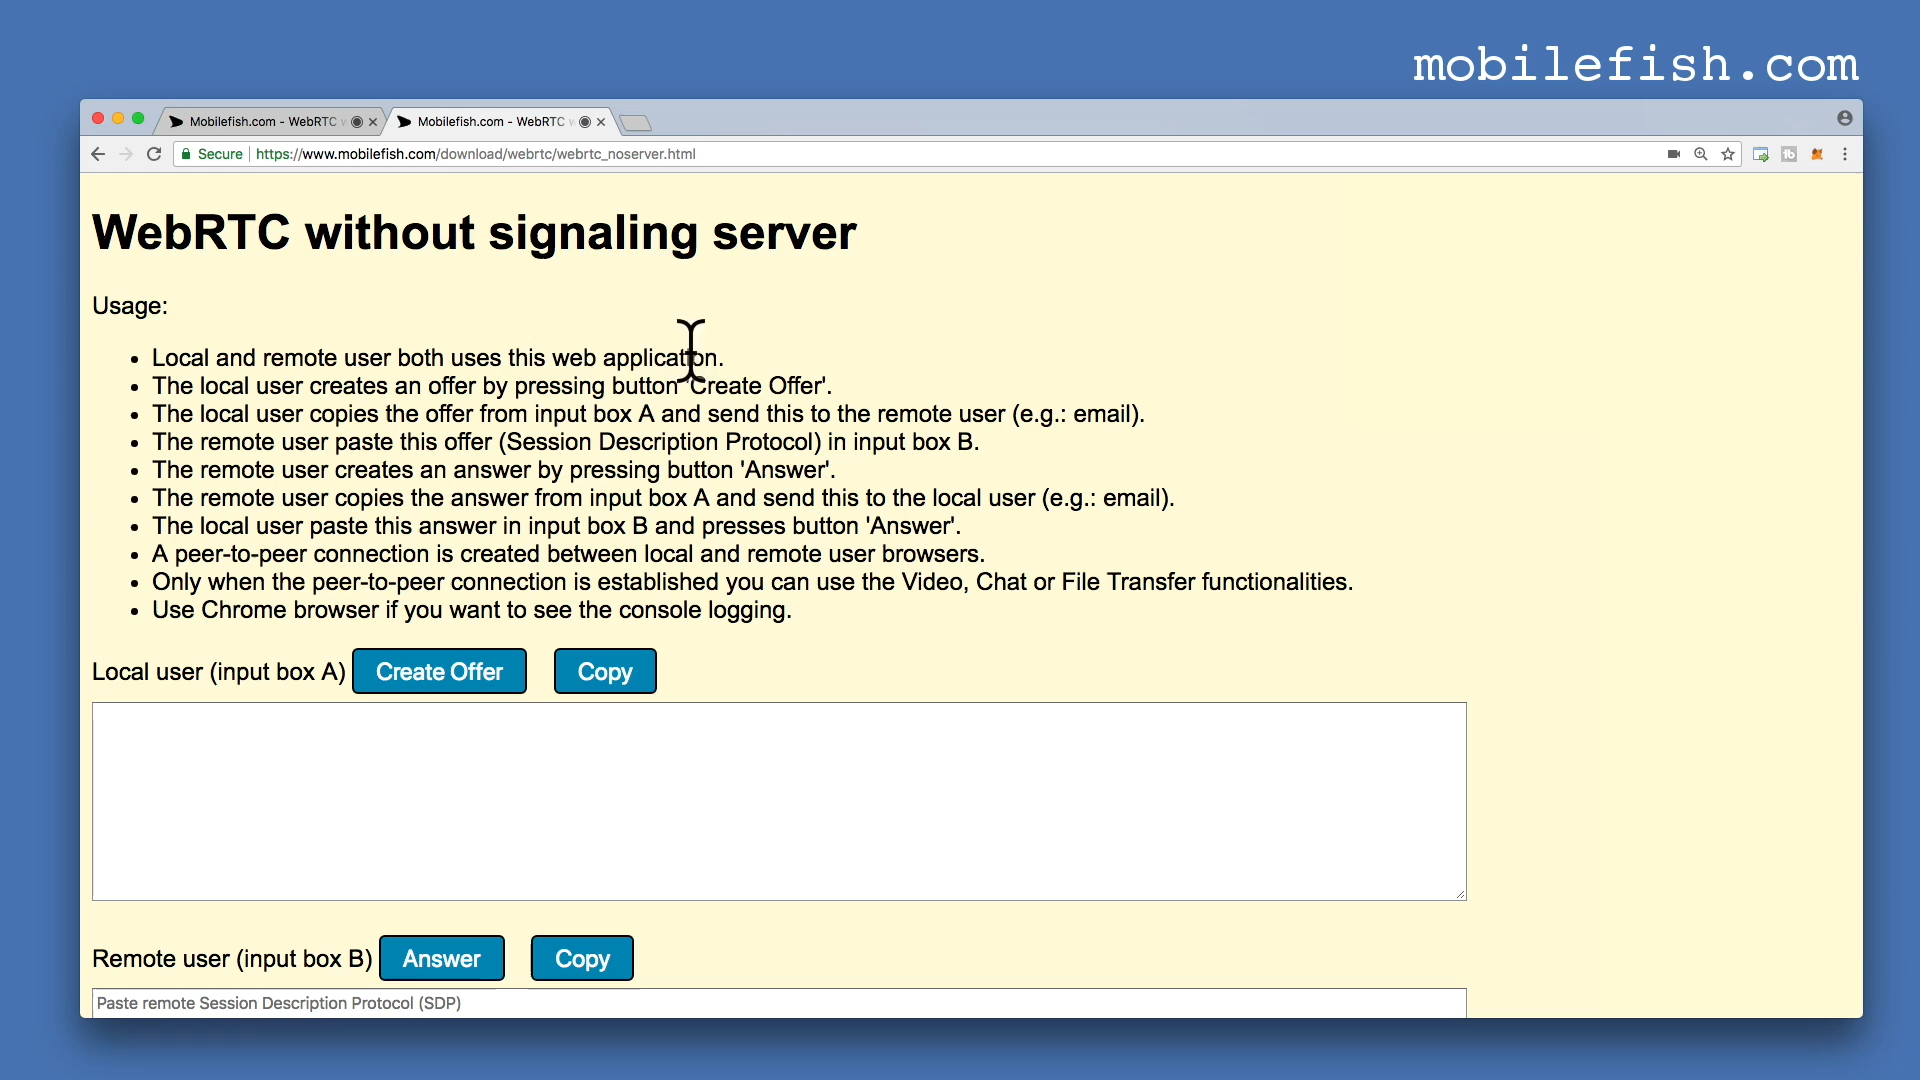 mobilefish.com
Mobilefish.com - WebRTC
Mobilefish.com - WebRTC
Secure https://www.mobilefish.com/download/webrtc/webrtc_noserver.html
WebRTC without signaling server
Usage:
• Local and remote user both uses this web application.
• The local user creates an offer by pressing button 'Create Offer'.
• The local user copies the offer from input box A and send this to the remote user (e.g.: email).
• The remote user paste this offer (Session Description Protocol) in input box B.
• The remote user creates an answer by pressing button 'Answer'.
• The remote user copies the answer from input box A and send this to the local user (e.g.: email).
• The local user paste this answer in input box B and presses button 'Answer'.
• A peer-to-peer connection is created between local and remote user browsers.
• Only when the peer-to-peer connection is established you can use the Video, Chat or File Transfer functionalities.
• Use Chrome browser if you want to see the console logging.
Local user (input box A) Create Offer Copy
Remote user (input box B) Answer Copy
Paste remote Session Description Protocol (SDP)